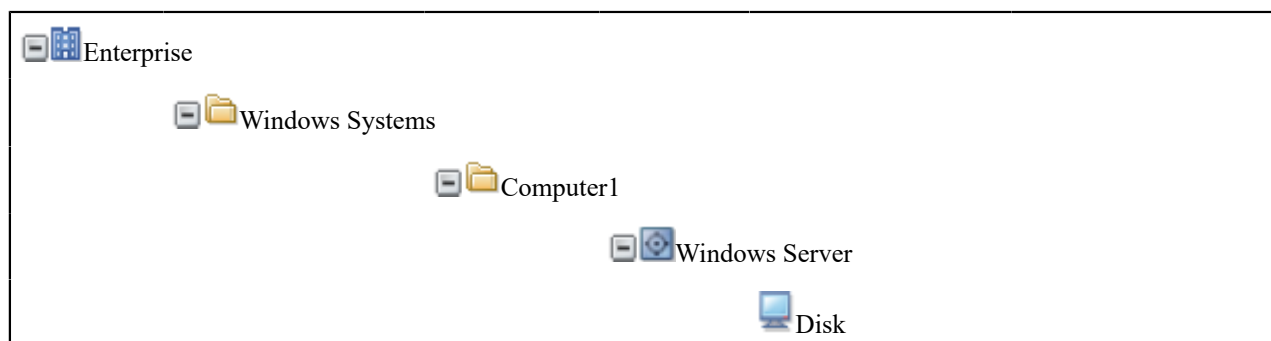 Enterprise
Windows Systems
Computer1
Windows Server
Disk